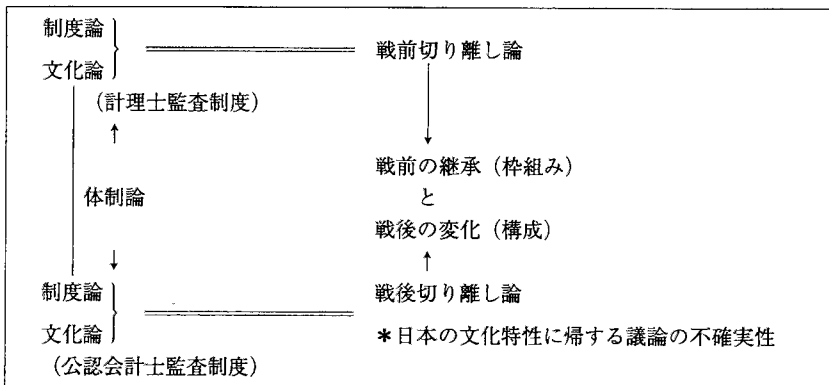 制度論
文化論
(計理士監査制度)
戦前切り離し論
体制論
戦前の継承(枠組み)
と
戦後の変化(構成)
制度論
文化論
(公認会計士監査制度)
戦後切り離し論
*日本の文化特性に帰する議論の不確実性